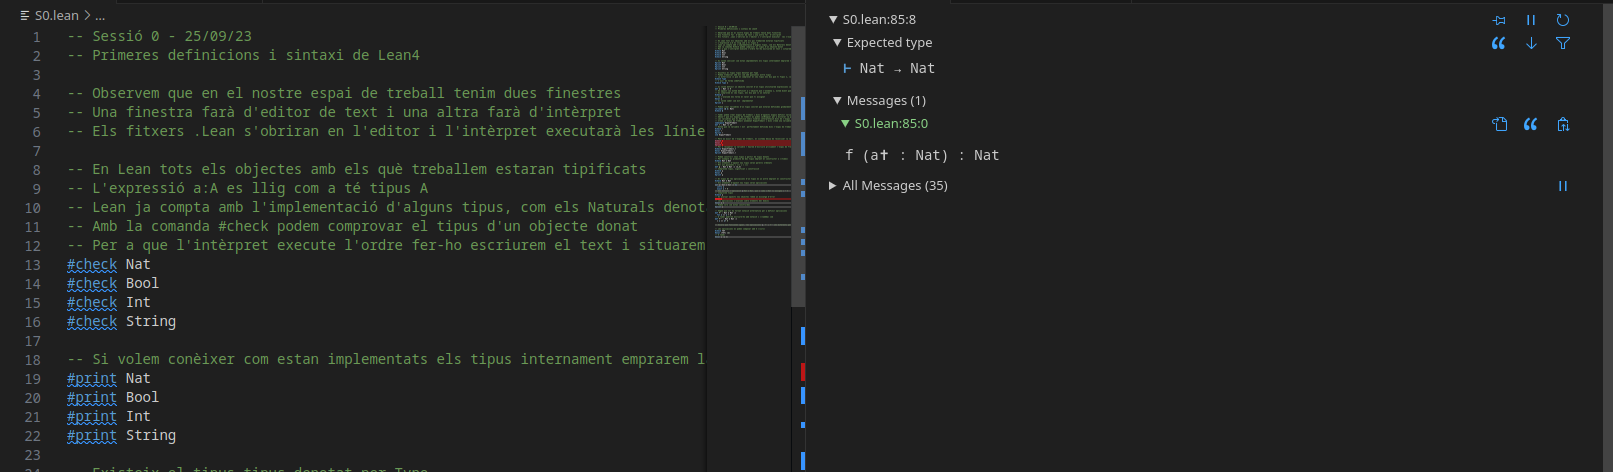 S0.lean > ...
1 -- Sessió 0 - 25/09/23
2 -- Primeres definicions i sintaxi de Lean4
3
4 -- Observem que en el nostre espai de treball tenim dues finestres
5 -- Una finestra farà d'editor de text i una altra farà d'intèrpret
6 -- Els fitxers .Lean s'obriran en l'editor i l'intèrpret executarà les línie
7
8 -- En Lean tots els objectes amb els què treballem estaran tipificats
9 -- L'expressió a:A es llig com a té tipus A
10 -- Lean ja compta amb l'implementació d'alguns tipus, com els Naturals denot
11 -- Amb la comanda #check podem comprovar el tipus d'un objecte donat
12 -- Per a que l'intèrpret execute l'ordre fer-ho escriurem el text i situarem
13 #check Nat
14 #check Bool
15 #check Int
16 #check String
17
18 -- Si volem conèixer com estan implementats els tipus internament emprarem l
19 #print Nat
20 #print Bool
21 #print Int
22 #print String
23
24 -- Existeix el tipus tipus denotat per Type
S0.lean:85:8
Expected type
⊢ Nat → Nat
Messages (1)
S0.lean:85:0
f (a✝ : Nat) : Nat
All Messages (35)